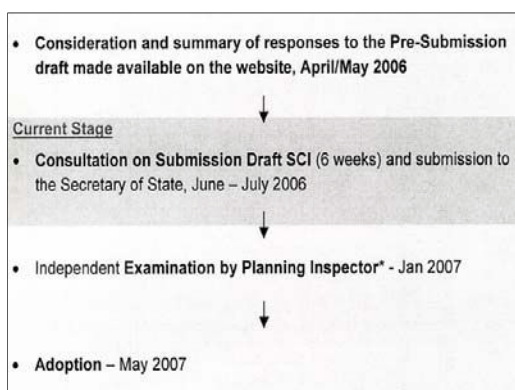 • Consideration and summary of responses to the Pre-Submission
draft made available on the website, April/May 2006
Current Stage
• Consultation on Submission Draft SCI (6 weeks) and submission to
the Secretary of State, June – July 2006
• Independent Examination by Planning Inspector* - Jan 2007
• Adoption – May 2007